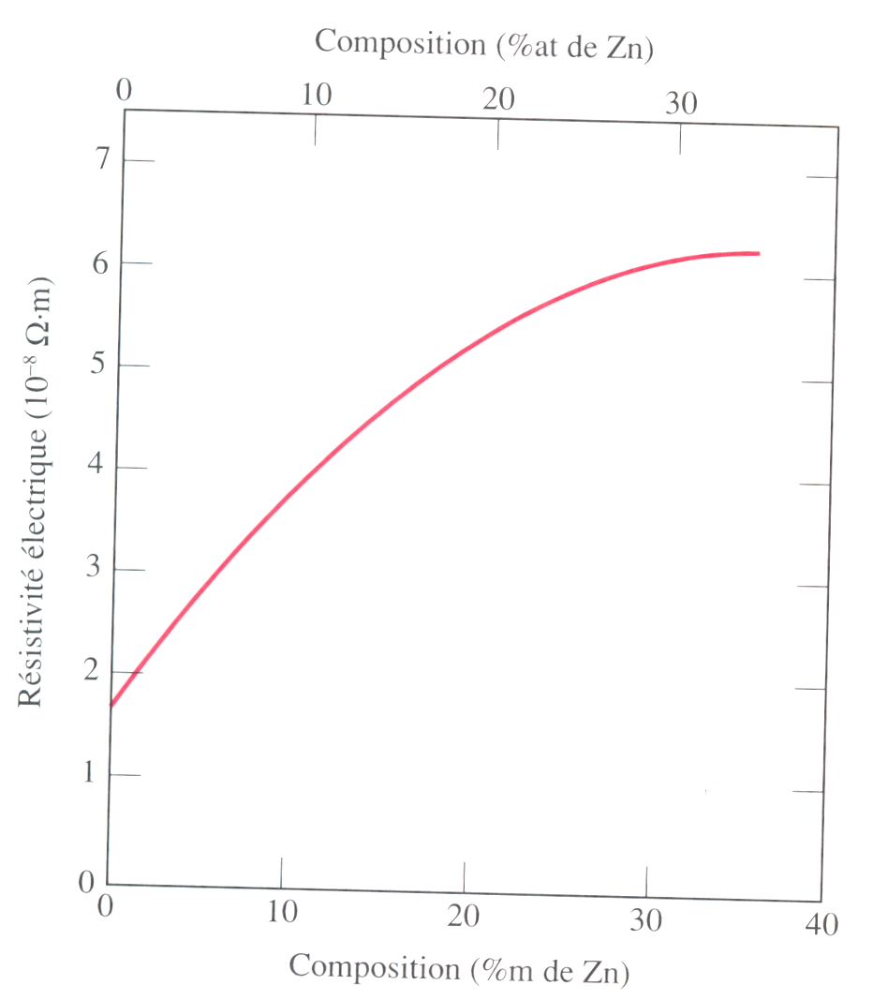 Composition (%at de Zn)
0 10 20 30
7
6
5
4
3
2
1
0
Résistivité électrique (10⁻⁸ Ω·m)
0 10 20 30 40
Composition (%m de Zn)